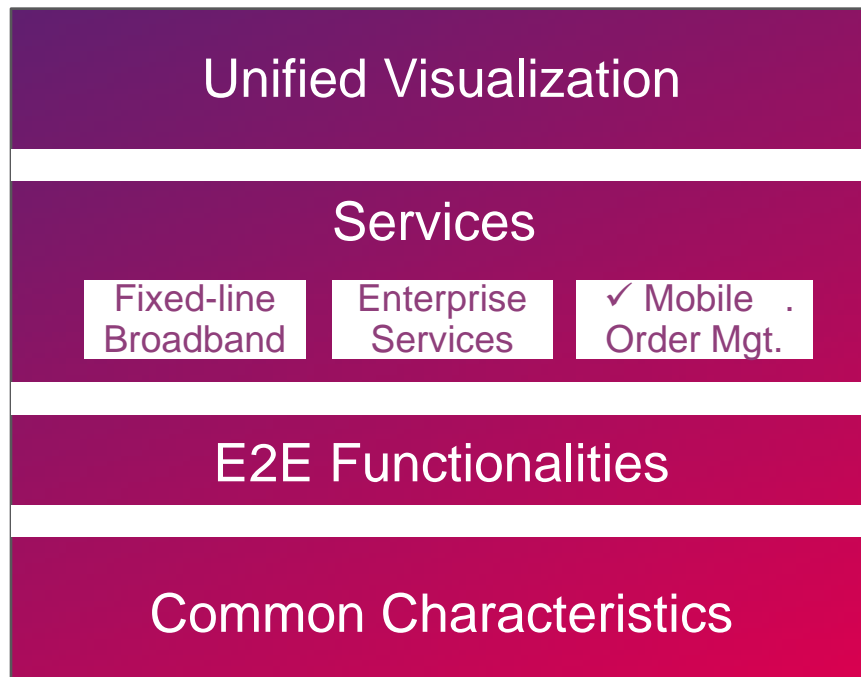 Unified Visualization
Services
Fixed-line
Broadband
Enterprise
Services
✓ Mobile .
Order Mgt.
E2E Functionalities
Common Characteristics